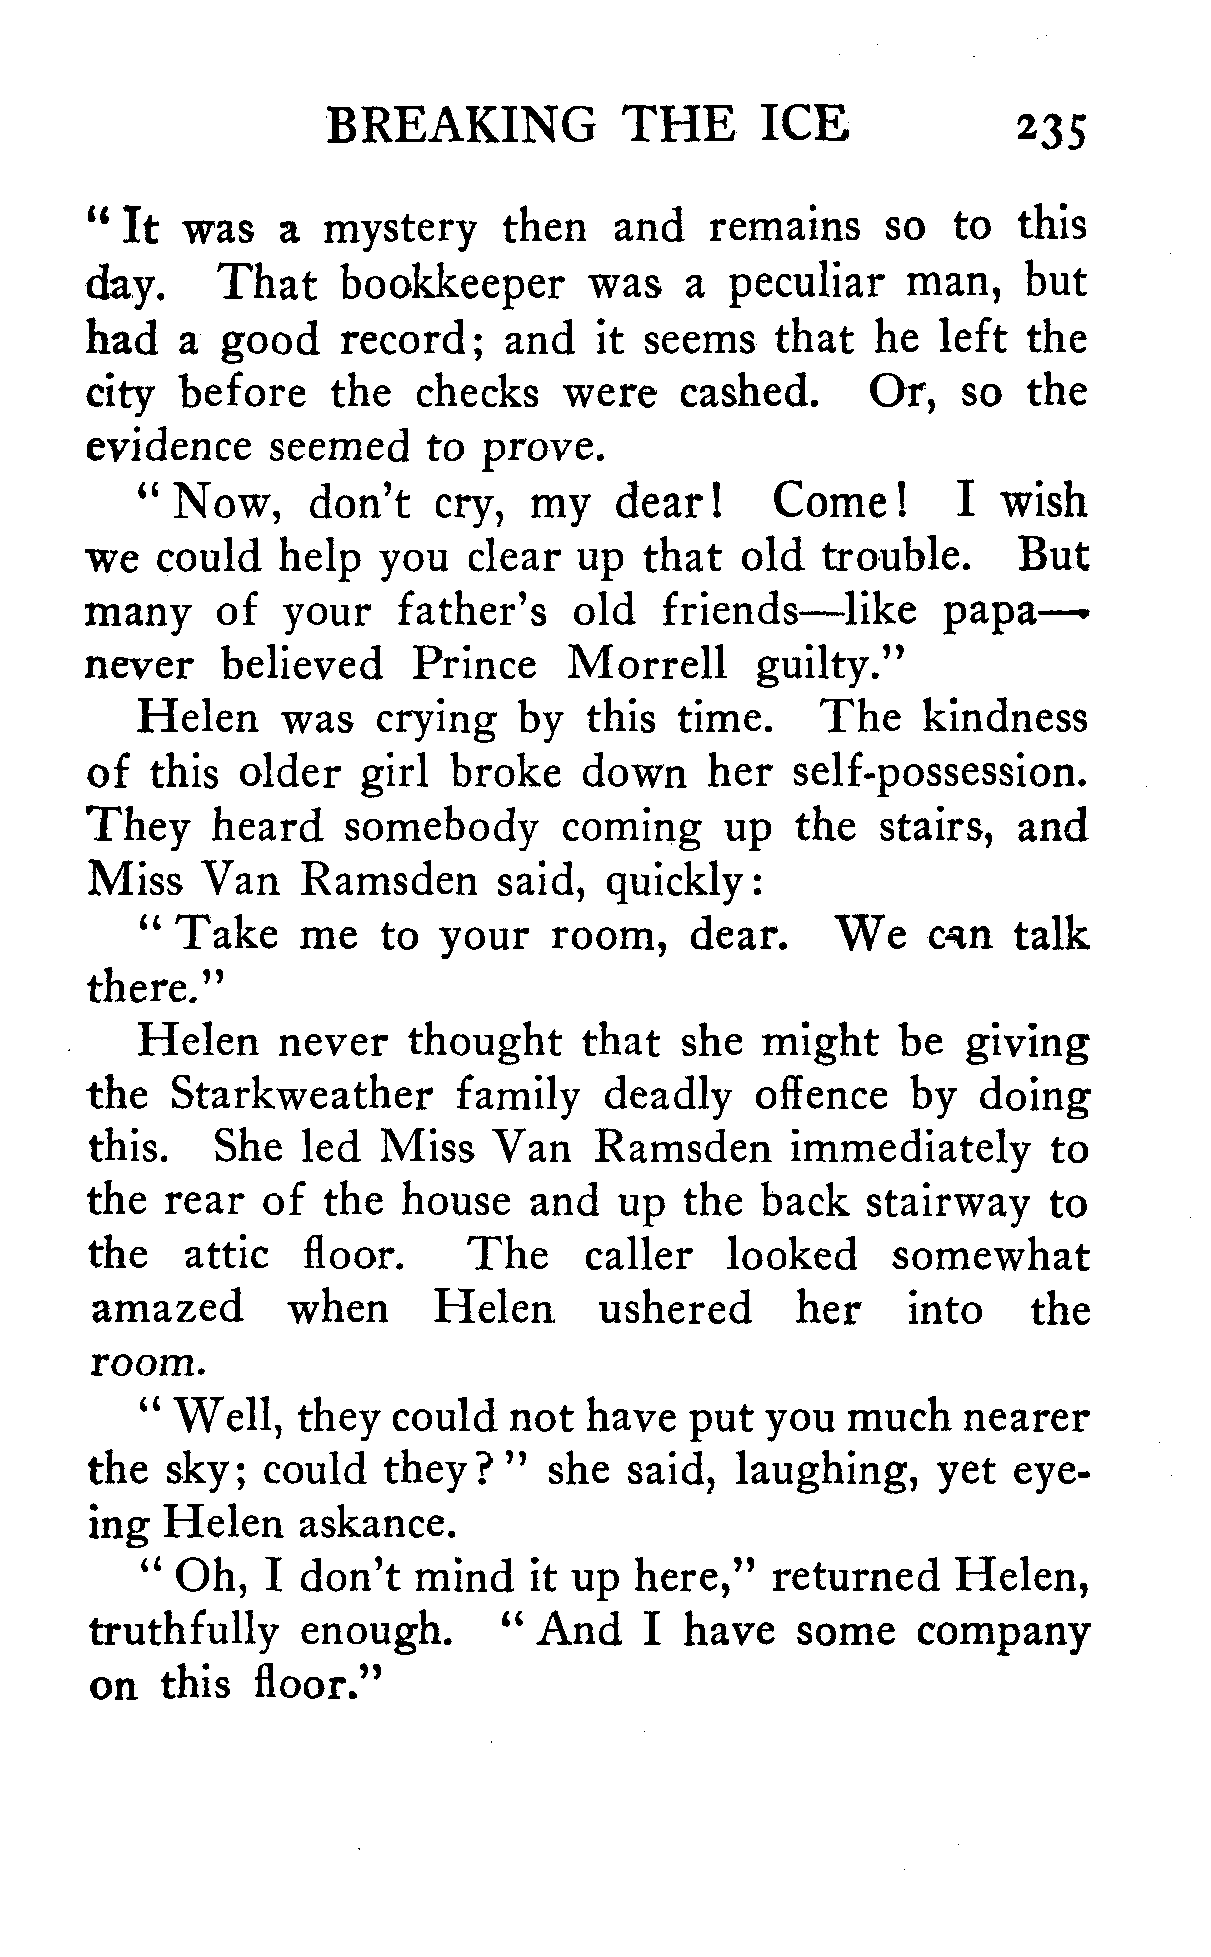 BREAKING THE ICE 235
“ It was a mystery then and remains so to this
day. That bookkeeper was a peculiar man, but
had a good record; and it seems that he left the
city before the checks were cashed. Or, so the
evidence seemed to prove.
“ Now, don't cry, my dear! Come! I wish
we could help you clear up that old trouble. But
many of your father's old friends—like papa—
never believed Prince Morrell guilty.”
Helen was crying by this time. The kindness
of this older girl broke down her self-possession.
They heard somebody coming up the stairs, and
Miss Van Ramsden said, quickly:
“ Take me to your room, dear. We can talk
there.”
Helen never thought that she might be giving
the Starkweather family deadly offence by doing
this. She led Miss Van Ramsden immediately to
the rear of the house and up the back stairway to
the attic floor. The caller looked somewhat
amazed when Helen ushered her into the
room.
“ Well, they could not have put you much nearer
the sky; could they? ” she said, laughing, yet eye-
ing Helen askance.
“ Oh, I don't mind it up here,” returned Helen,
truthfully enough. “ And I have some company
on this floor.”